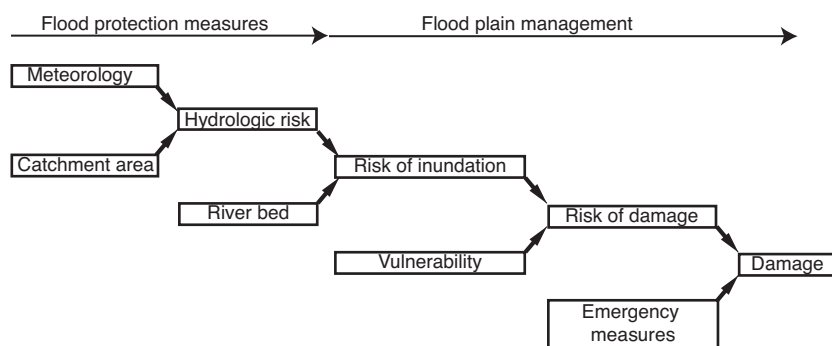 Flood protection measures
Flood plain management
Meteorology
Hydrologic risk
Catchment area
Risk of inundation
River bed
Risk of damage
Vulnerability
Damage
Emergency
measures